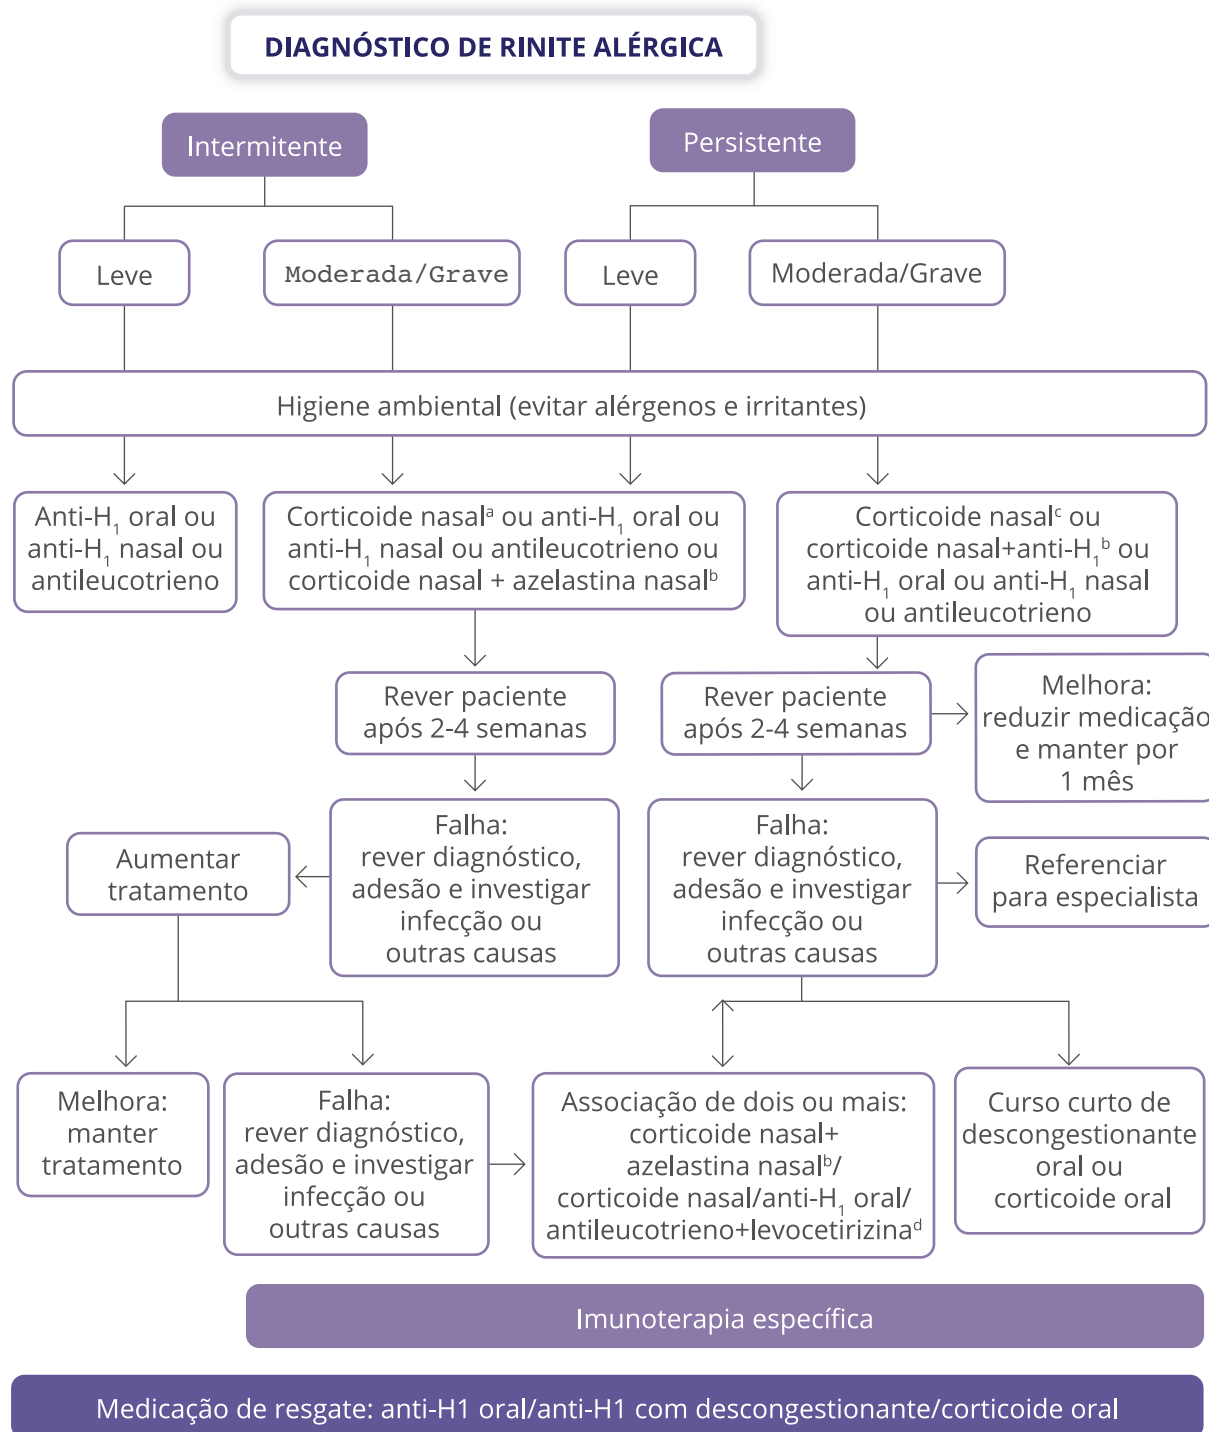 DIAGNÓSTICO DE RINITE ALÉRGICA
Intermitente
Persistente
Leve
Moderada/Grave
Leve
Moderada/Grave
Higiene ambiental (evitar alérgenos e irritantes)
Anti-H₁ oral ou
anti-H₁ nasal ou
antileucotrieno
Corticoide nasalᵃ ou anti-H₁ oral ou
anti-H₁ nasal ou antileucotrieno ou
corticoide nasal + azelastina nasalᵇ
Corticoide nasalᶜ ou
corticoide nasal+anti-H₁ᵇ ou
anti-H₁ oral ou anti-H₁ nasal
ou antileucotrieno
Rever paciente
após 2-4 semanas
Rever paciente
após 2-4 semanas
Melhora:
reduzir medicação
e manter por
1 mês
Aumentar
tratamento
Falha:
rever diagnóstico,
adesão e investigar
infecção ou
outras causas
Falha:
rever diagnóstico,
adesão e investigar
infecção ou
outras causas
Referenciar
para especialista
Melhora:
manter
tratamento
Falha:
rever diagnóstico,
adesão e investigar
infecção ou
outras causas
Associação de dois ou mais:
corticoide nasal+
azelastina nasalᵇ/
corticoide nasal/anti-H₁ oral/
antileucotrieno+levocetirizinaᵈ
Curso curto de
descongestionante
oral ou
corticoide oral
Imunoterapia específica
Medicação de resgate: anti-H1 oral/anti-H1 com descongestionante/corticoide oral